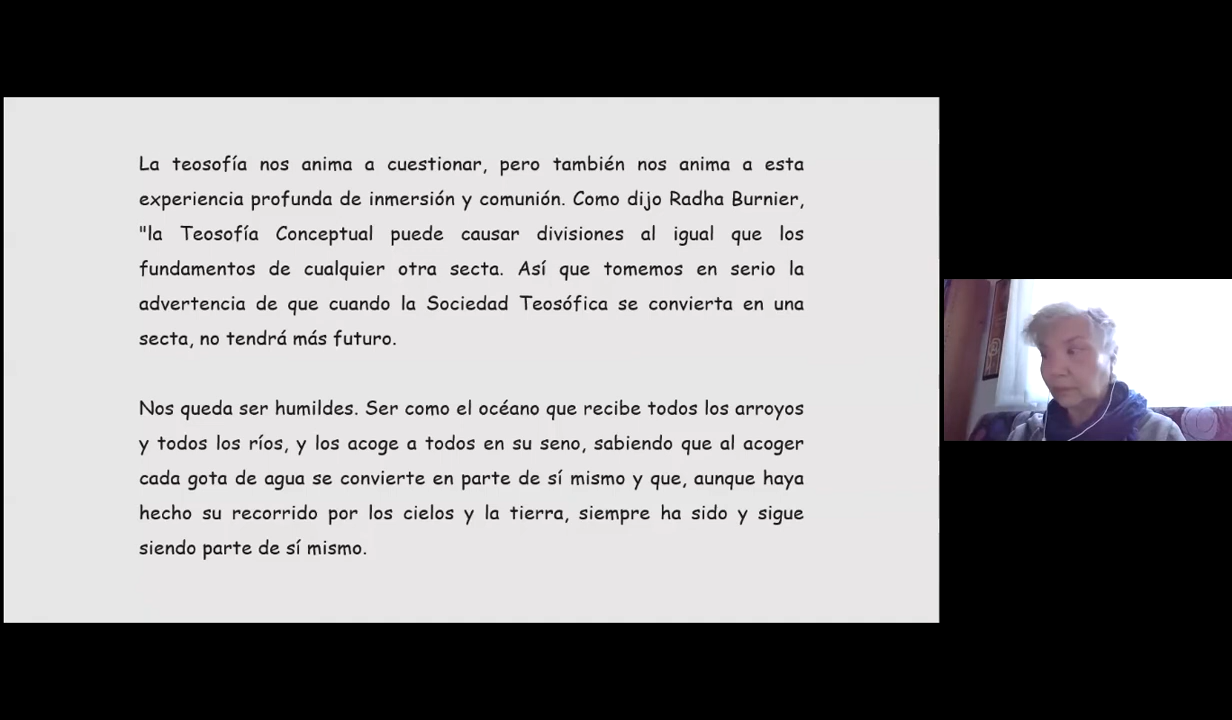 La teosofía nos anima a cuestionar, pero también nos anima a esta
experiencia profunda de inmersión y comunión. Como dijo Radha Burnier,
"la Teosofía Conceptual puede causar divisiones al igual que los
fundamentos de cualquier otra secta. Así que tomemos en serio la
advertencia de que cuando la Sociedad Teosófica se convierta en una
secta, no tendrá más futuro.
Nos queda ser humildes. Ser como el océano que recibe todos los arroyos
y todos los ríos, y los acoge a todos en su seno, sabiendo que al acoger
cada gota de agua se convierte en parte de sí mismo y que, aunque haya
hecho su recorrido por los cielos y la tierra, siempre ha sido y sigue
siendo parte de sí mismo.